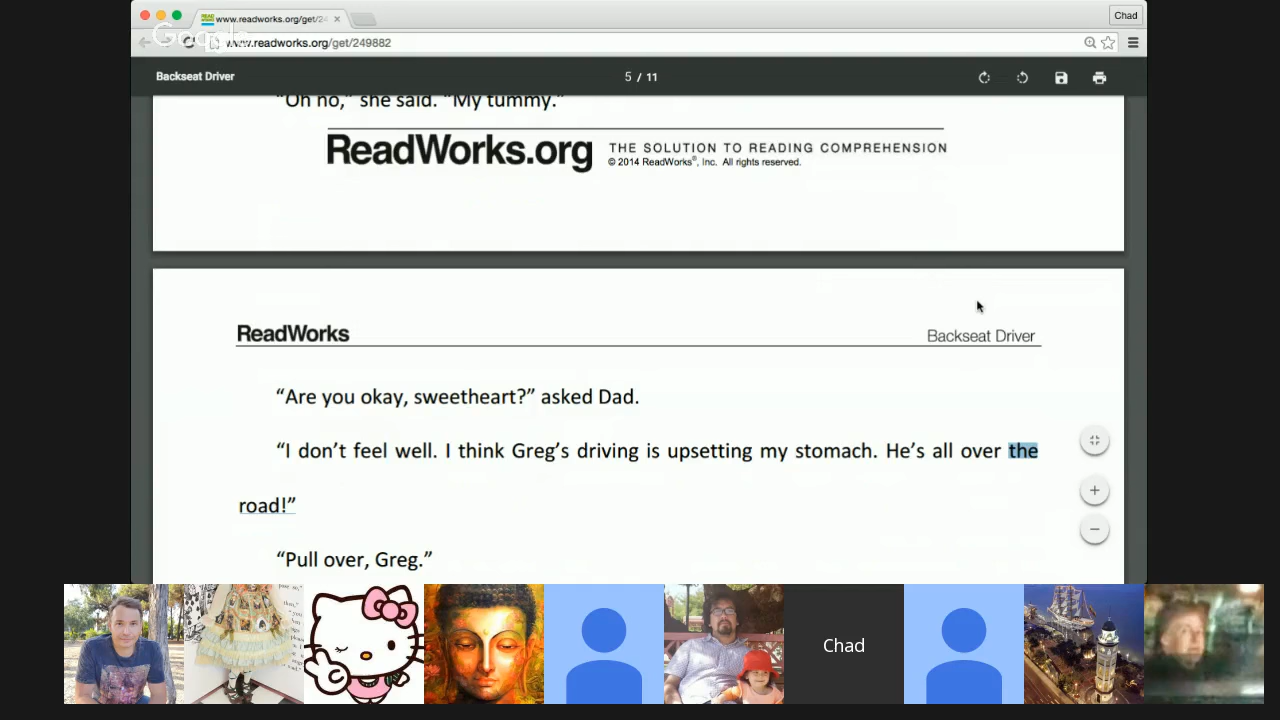 www.readworks.org/get/24
Chad
Google
www.readworks.org/get/249882
Backseat Driver
5 / 11
“Oh no,” she said. “My tummy.”
ReadWorks.org
THE SOLUTION TO READING COMPREHENSION
© 2014 ReadWorks®, Inc. All rights reserved.
ReadWorks
Backseat Driver
“Are you okay, sweetheart?” asked Dad.
“I don’t feel well. I think Greg’s driving is upsetting my stomach. He’s all over the
road!”
“Pull over, Greg.”
Chad